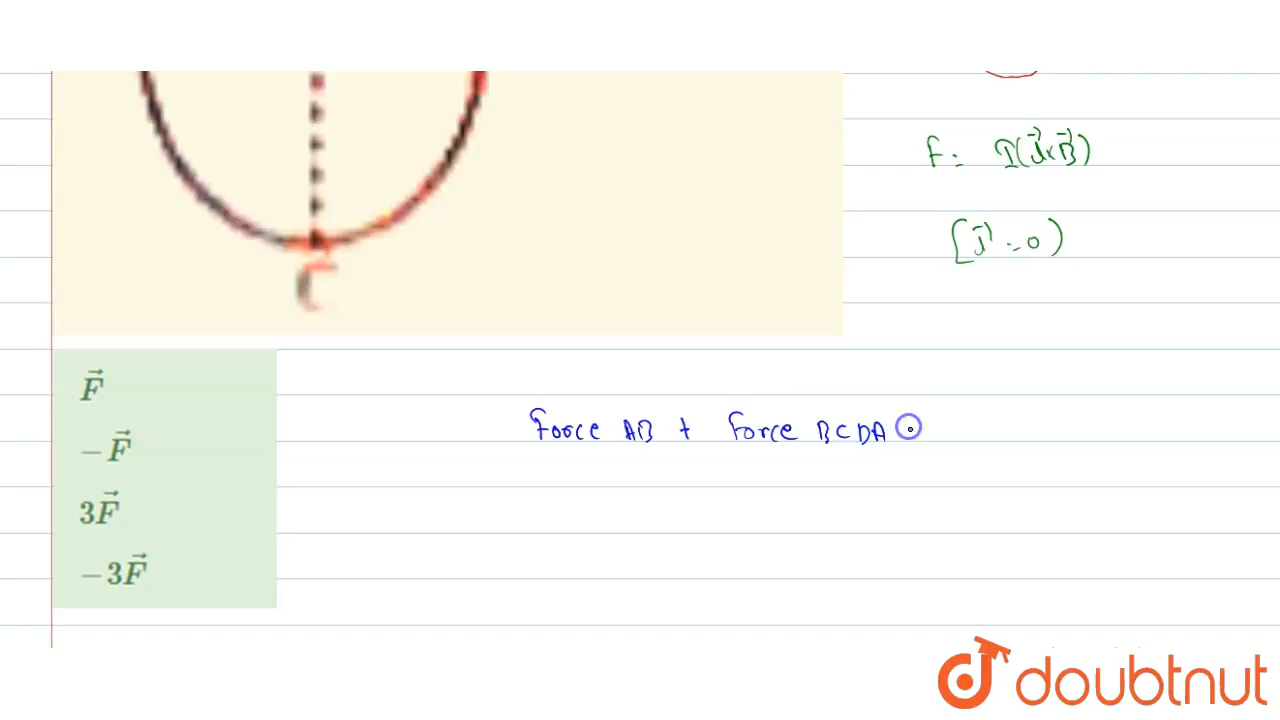 F = I(l⃗×B⃗)
[l⃗ = 0)
C
F⃗
−F⃗
3F⃗
−3F⃗
Force AB + Force BCDA
doubtnut